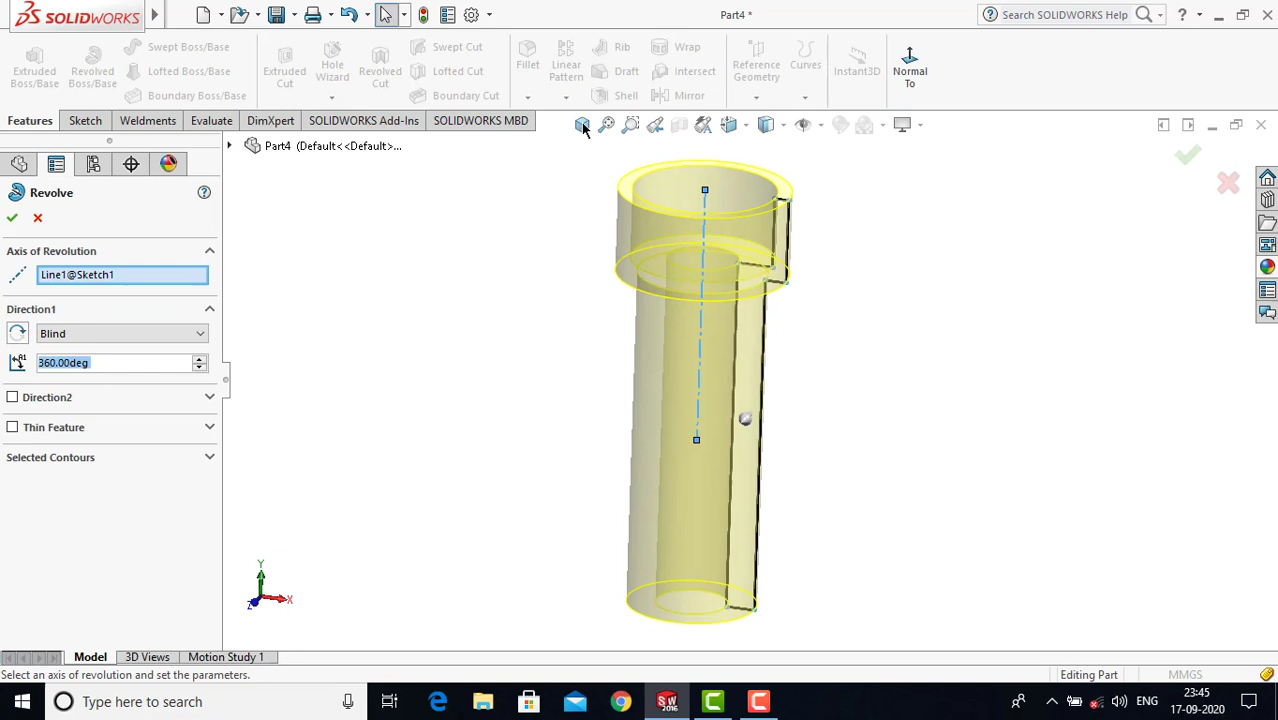 SOLIDWORKS
Part4 *
Search SOLIDWORKS Help
?
Extruded Boss/Base
Revolved Boss/Base
Swept Boss/Base
Lofted Boss/Base
Boundary Boss/Base
Extruded Cut
Hole Wizard
Revolved Cut
Swept Cut
Lofted Cut
Boundary Cut
Fillet
Linear Pattern
Rib
Draft
Shell
Wrap
Intersect
Mirror
Reference Geometry
Curves
Instant3D
Normal To
Features
Sketch
Weldments
Evaluate
DimXpert
SOLIDWORKS Add-Ins
SOLIDWORKS MBD
Part4 (Default<<Default>...
Revolve
?
Axis of Revolution
Line1@Sketch1
Direction1
Blind
A1
360.00deg
Direction2
Thin Feature
Selected Contours
Y
X
Z
Model
3D Views
Motion Study 1
Select an axis of revolution and set the parameters.
Editing Part
MMGS
Type here to search
SW
2016
ENG
23:45
17-09-2020